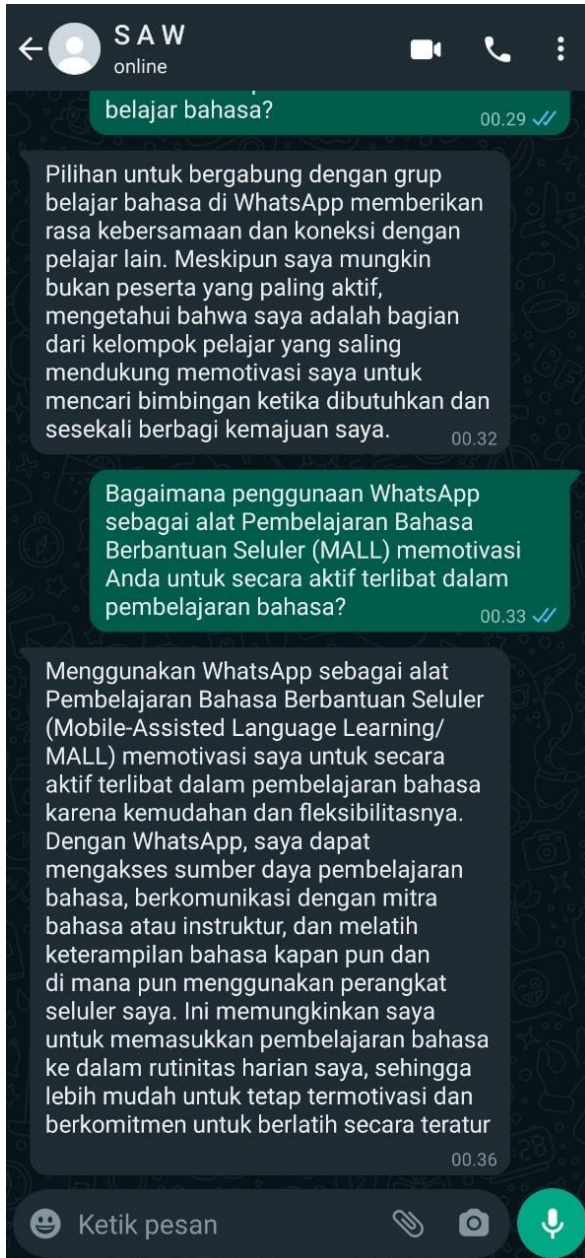 S A W
online
belajar bahasa?
00.29
Pilihan untuk bergabung dengan grup
belajar bahasa di WhatsApp memberikan
rasa kebersamaan dan koneksi dengan
pelajar lain. Meskipun saya mungkin
bukan peserta yang paling aktif,
mengetahui bahwa saya adalah bagian
dari kelompok pelajar yang saling
mendukung memotivasi saya untuk
mencari bimbingan ketika dibutuhkan dan
sesekali berbagi kemajuan saya.
00.32
Bagaimana penggunaan WhatsApp
sebagai alat Pembelajaran Bahasa
Berbantuan Seluler (MALL) memotivasi
Anda untuk secara aktif terlibat dalam
pembelajaran bahasa?
00.33
Menggunakan WhatsApp sebagai alat
Pembelajaran Bahasa Berbantuan Seluler
(Mobile-Assisted Language Learning/
MALL) memotivasi saya untuk secara
aktif terlibat dalam pembelajaran bahasa
karena kemudahan dan fleksibilitasnya.
Dengan WhatsApp, saya dapat
mengakses sumber daya pembelajaran
bahasa, berkomunikasi dengan mitra
bahasa atau instruktur, dan melatih
keterampilan bahasa kapan pun dan
di mana pun menggunakan perangkat
seluler saya. Ini memungkinkan saya
untuk memasukkan pembelajaran bahasa
ke dalam rutinitas harian saya, sehingga
lebih mudah untuk tetap termotivasi dan
berkomitmen untuk berlatih secara teratur
00.36
Ketik pesan